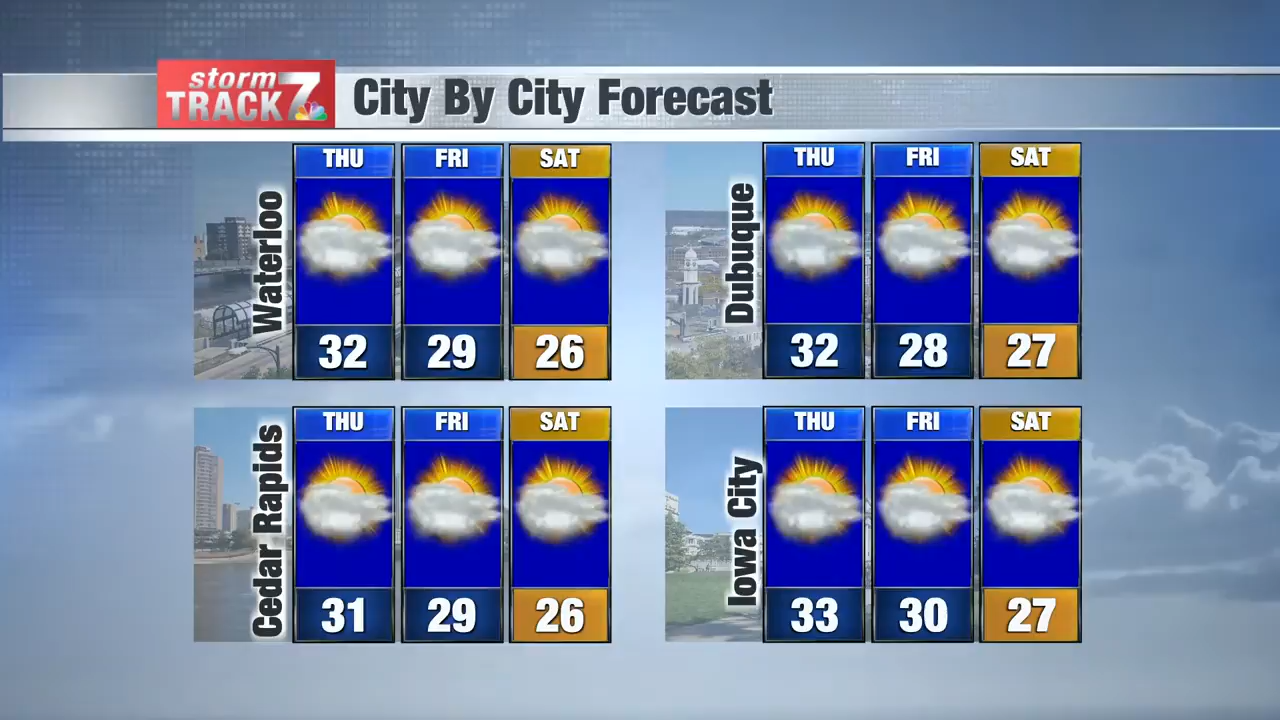 storm
TRACK 7
City By City Forecast
Waterloo
THU FRI SAT
32 29 26
Dubuque
THU FRI SAT
32 28 27
Cedar Rapids
THU FRI SAT
31 29 26
Iowa City
THU FRI SAT
33 30 27